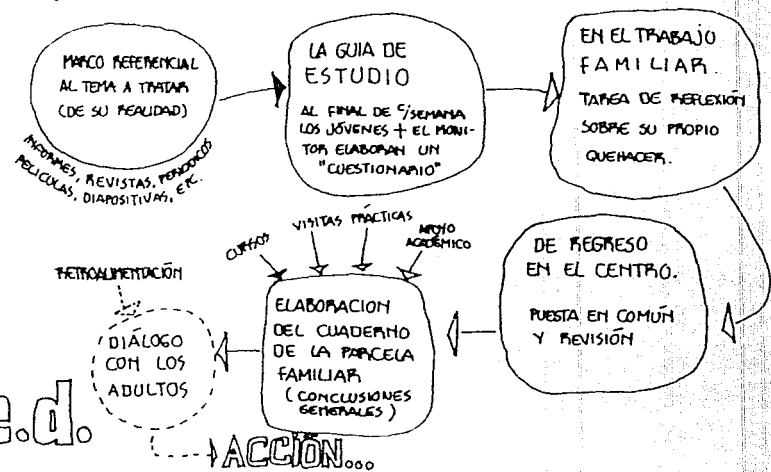 MARCO REFERENCIAL
AL TEMA A TRATAR
(DE SU REALIDAD)
INFORMES, REVISTAS, PERIODICOS
PELICULAS, DIAPOSITIVAS, ETC.
LA GUIA DE
ESTUDIO
AL FINAL DE C/SEMANA
LOS JÓVENES + EL MONI-
TOR ELABORAN UN
"CUESTIONARIO"
EN EL TRABAJO
FAMILIAR.
TAREA DE REFLEXIÓN
SOBRE SU PROPIO
QUEHACER.
DE REGRESO
EN EL CENTRO.
PUESTA EN COMÚN
Y REVISIÓN
CURSOS
VISITAS PRÁCTICAS
APOYO
ACADÉMICO
ELABORACION
DEL CUADERNO
DE LA PARCELA
FAMILIAR
(CONCLUSIONES
GENERALES)
RETROALIMENTACIÓN
DIÁLOGO
CON LOS
ADULTOS
e.d.
ACCIÓN...